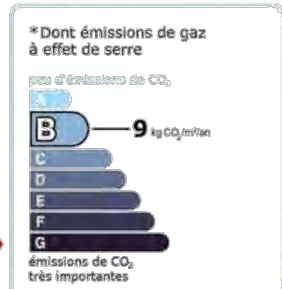 *Dont émissions de gaz
à effet de serre
peu d'émissions de CO₂
A
B 9 kg CO₂/m²/an
C
D
E
F
G
émissions de CO₂
très importantes